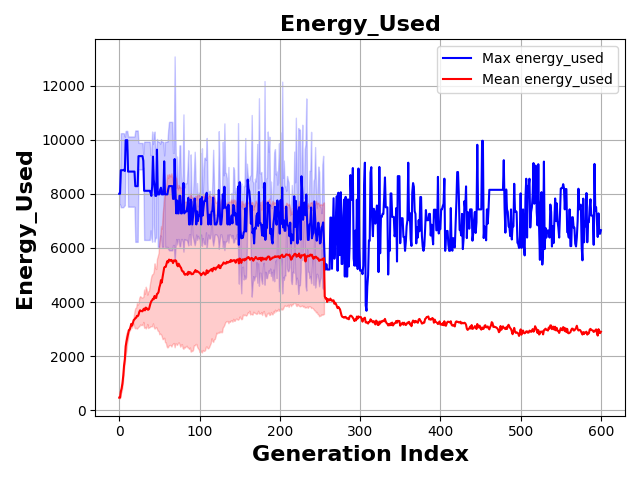 Energy_Used
Max energy_used
Mean energy_used
Energy_Used
12000
10000
8000
6000
4000
2000
0
0 100 200 300 400 500 600
Generation Index